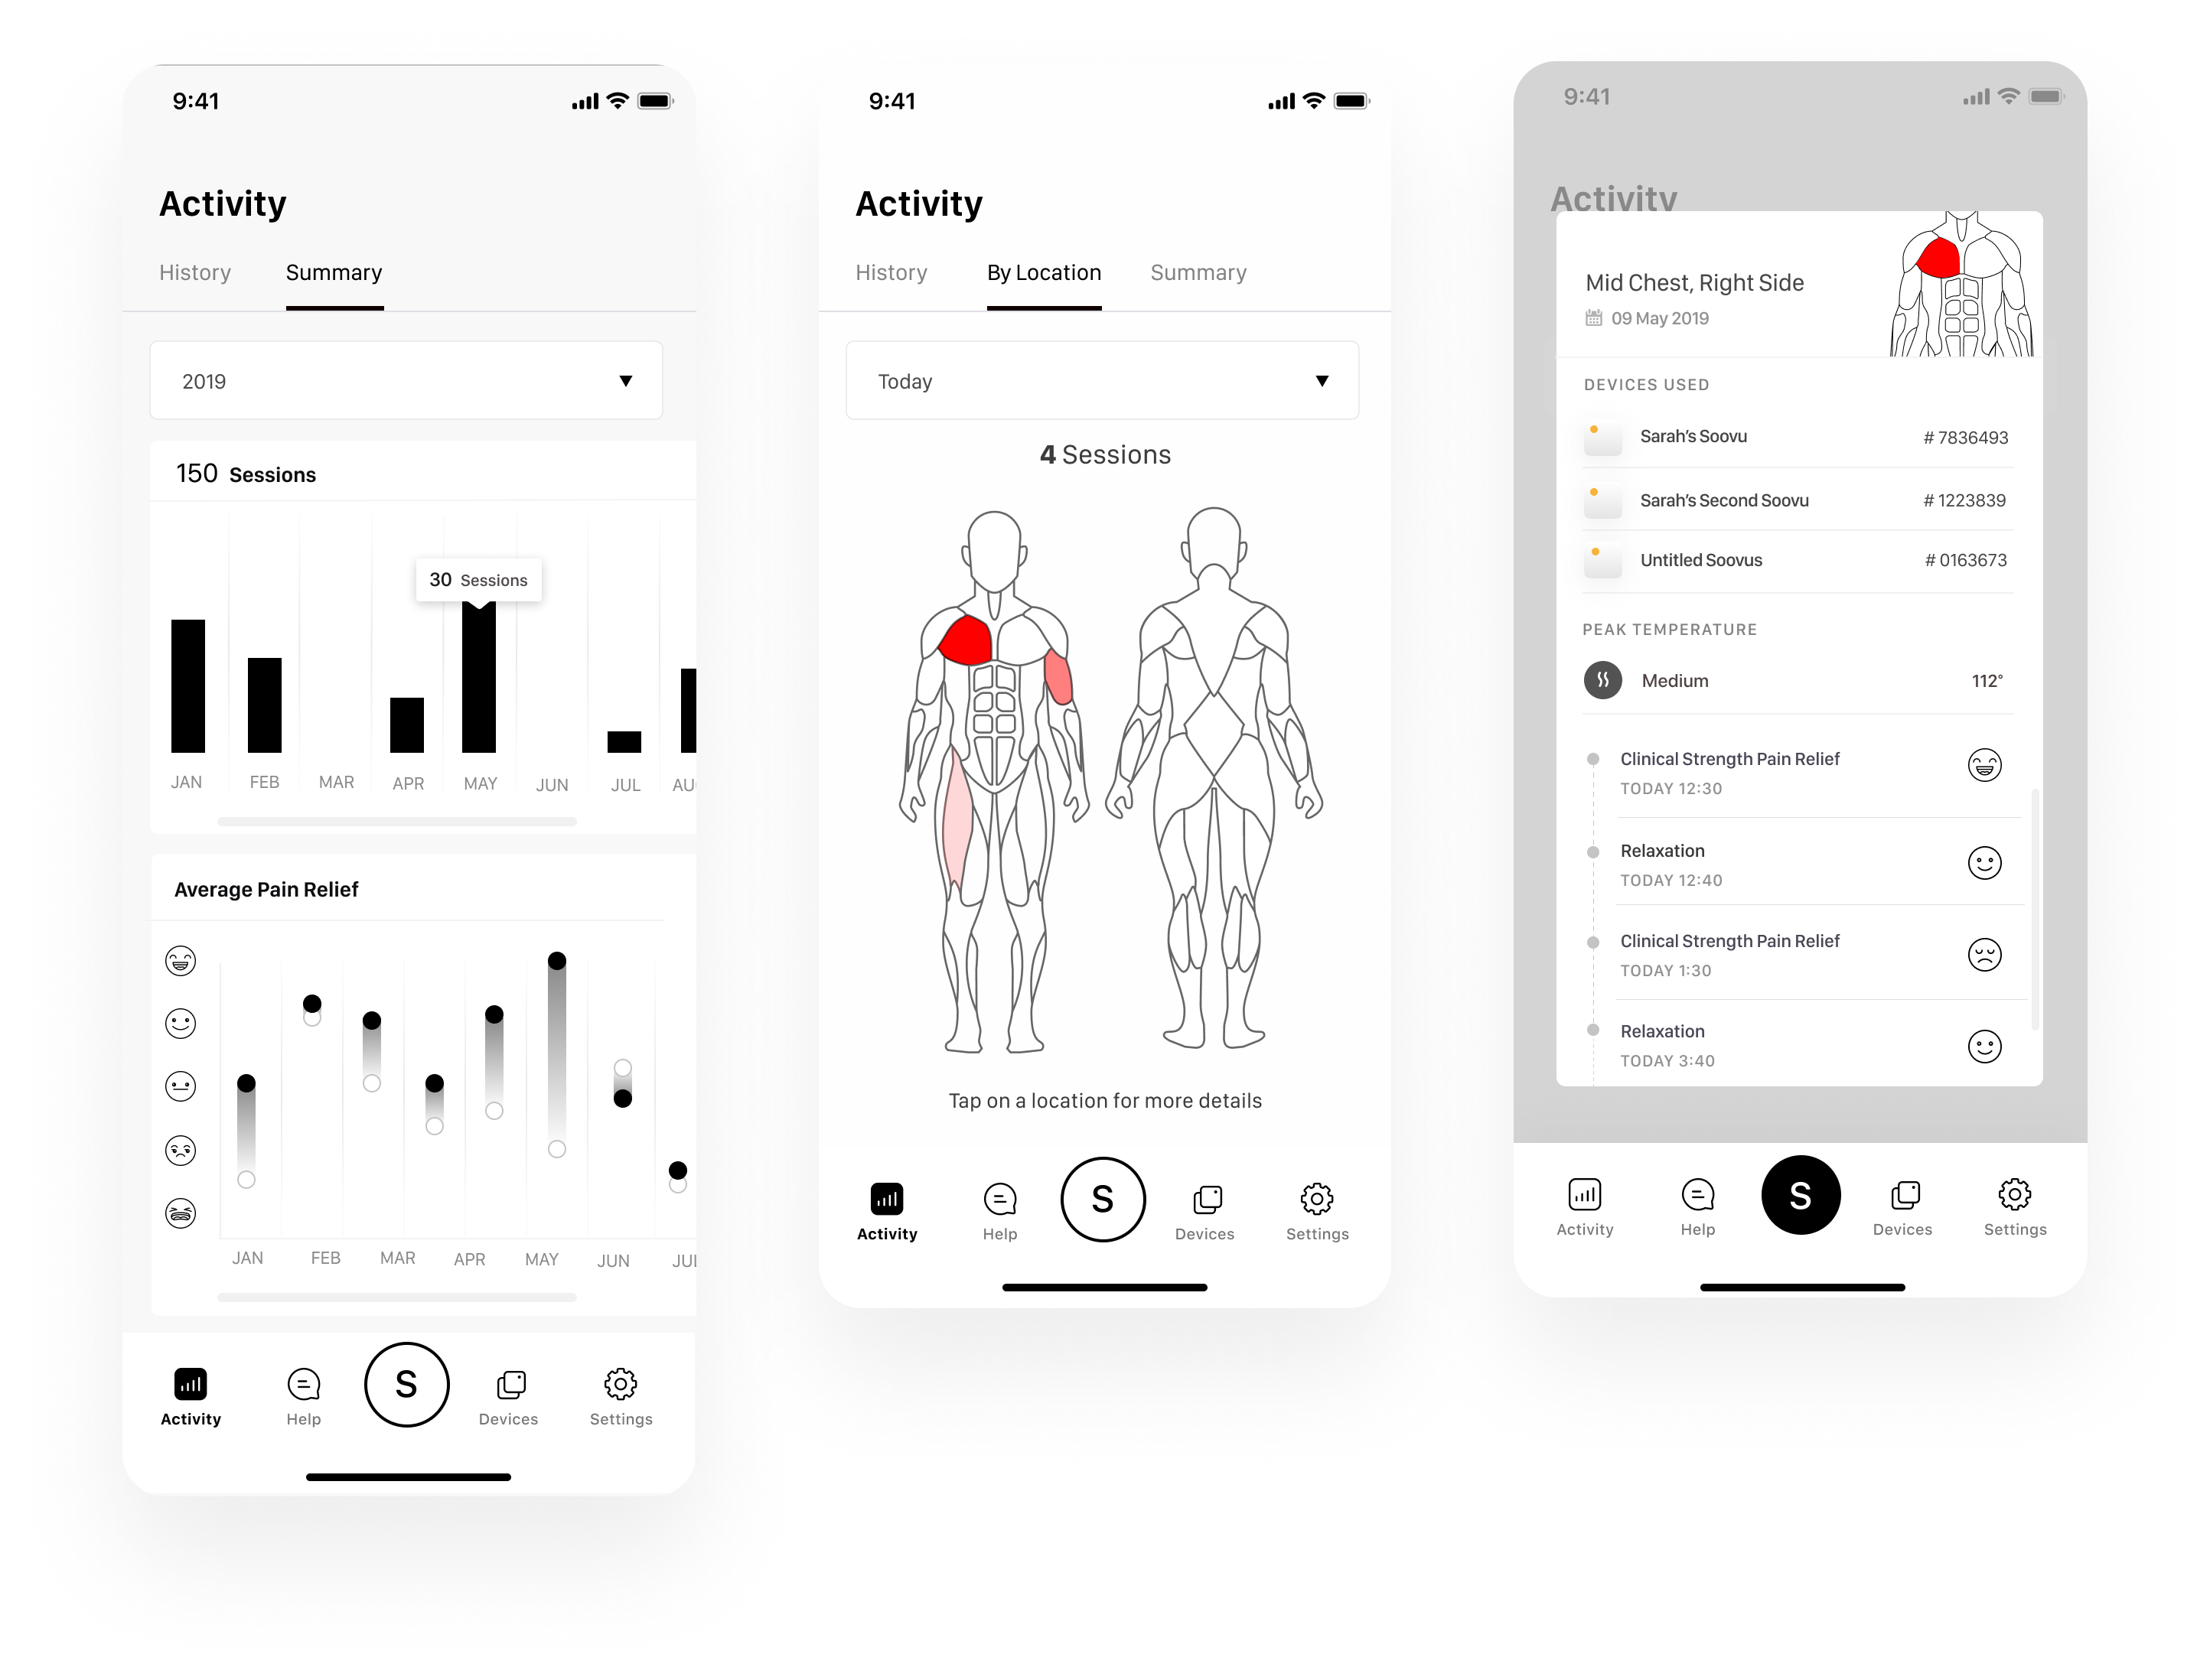 9:41
Activity
History Summary
2019
150 Sessions
30 Sessions
JAN FEB MAR APR MAY JUN JUL AU
Average Pain Relief
JAN FEB MAR APR MAY JUN JUL
Activity Help S Devices Settings
9:41
Activity
History By Location Summary
Today
4 Sessions
Tap on a location for more details
Activity Help S Devices Settings
9:41
Activity
Mid Chest, Right Side
09 May 2019
DEVICES USED
Sarah's Soovu # 7836493
Sarah's Second Soovu # 1223839
Untitled Soovus # 0163673
PEAK TEMPERATURE
Medium 112°
Clinical Strength Pain Relief
TODAY 12:30
Relaxation
TODAY 12:40
Clinical Strength Pain Relief
TODAY 1:30
Relaxation
TODAY 3:40
Activity Help S Devices Settings